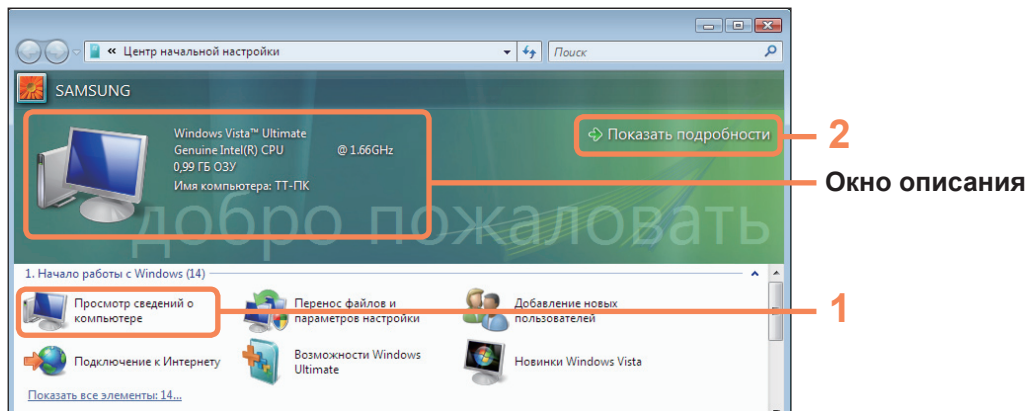 « Центр начальной настройки
Поиск
SAMSUNG
Windows Vista™ Ultimate
Genuine Intel(R) CPU @ 1.66GHz
0,99 ГБ ОЗУ
Имя компьютера: ТТ-ПК
Показать подробности
2
Окно описания
добро пожаловать
1. Начало работы с Windows (14)
Просмотр сведений о
компьютере
Перенос файлов и
параметров настройки
Добавление новых
пользователей
1
Подключение к Интернету
Возможности Windows
Ultimate
Новинки Windows Vista
Показать все элементы: 14...